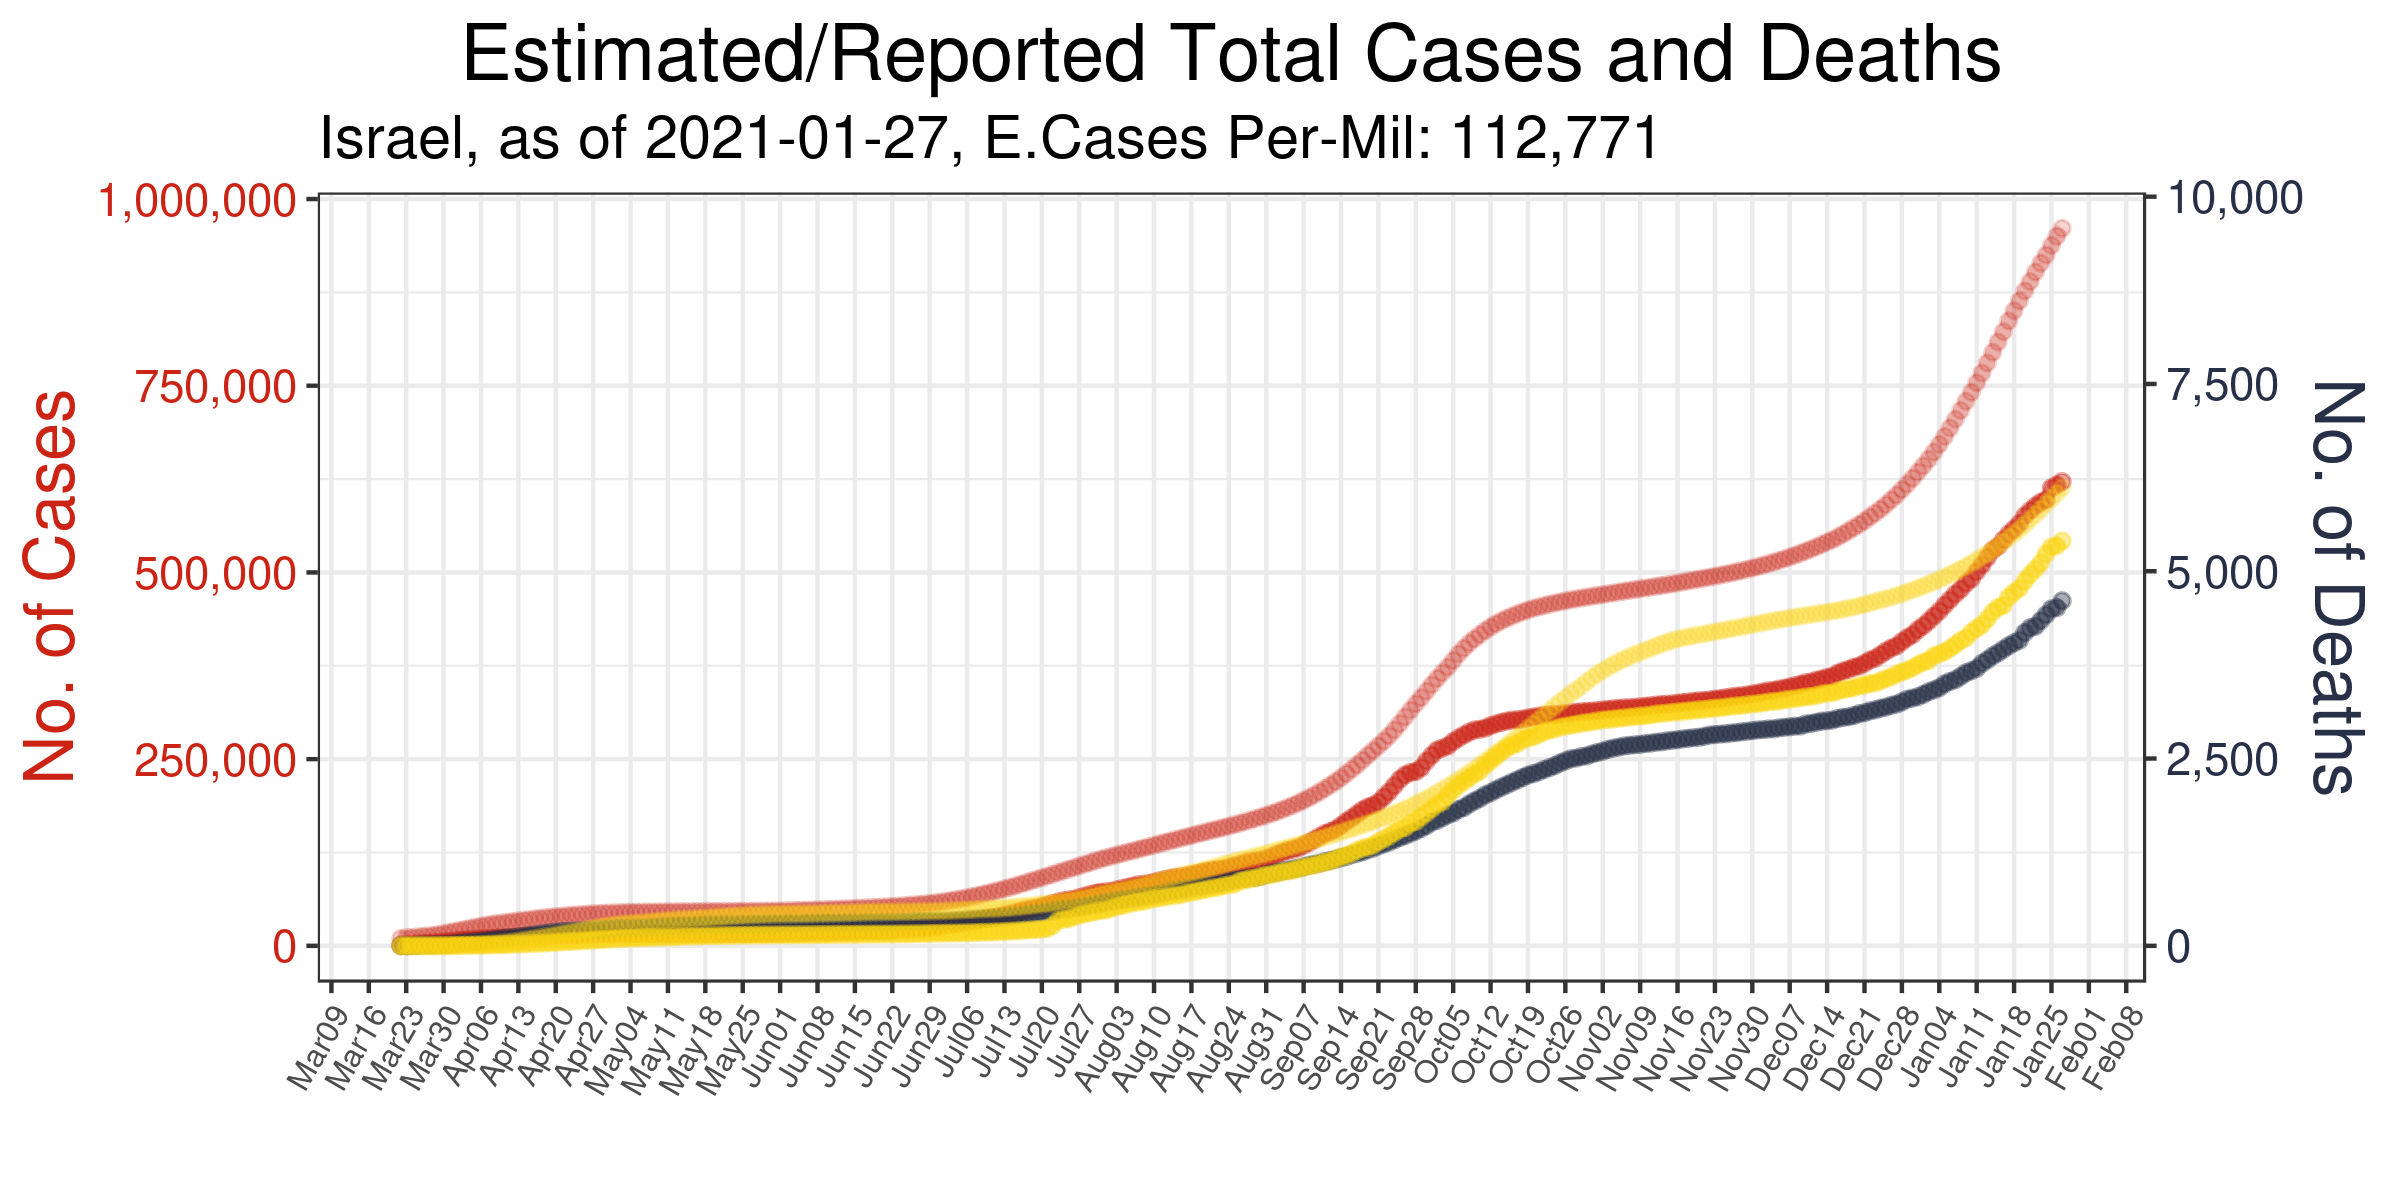 Estimated/Reported Total Cases and Deaths
Israel, as of 2021-01-27, E.Cases Per-Mil: 112,771
No. of Cases
1,000,000
750,000
500,000
250,000
0
10,000
7,500
5,000
2,500
0
No. of Deaths
Mar09 Mar16 Mar23 Mar30 Apr06 Apr13 Apr20 Apr27 May04 May11 May18 May25 Jun01 Jun08 Jun15 Jun22 Jun29 Jul06 Jul13 Jul20 Jul27 Aug03 Aug10 Aug17 Aug24 Aug31 Sep07 Sep14 Sep21 Sep28 Oct05 Oct12 Oct19 Oct26 Nov02 Nov09 Nov16 Nov23 Nov30 Dec07 Dec14 Dec21 Dec28 Jan04 Jan11 Jan18 Jan25 Feb01 Feb08